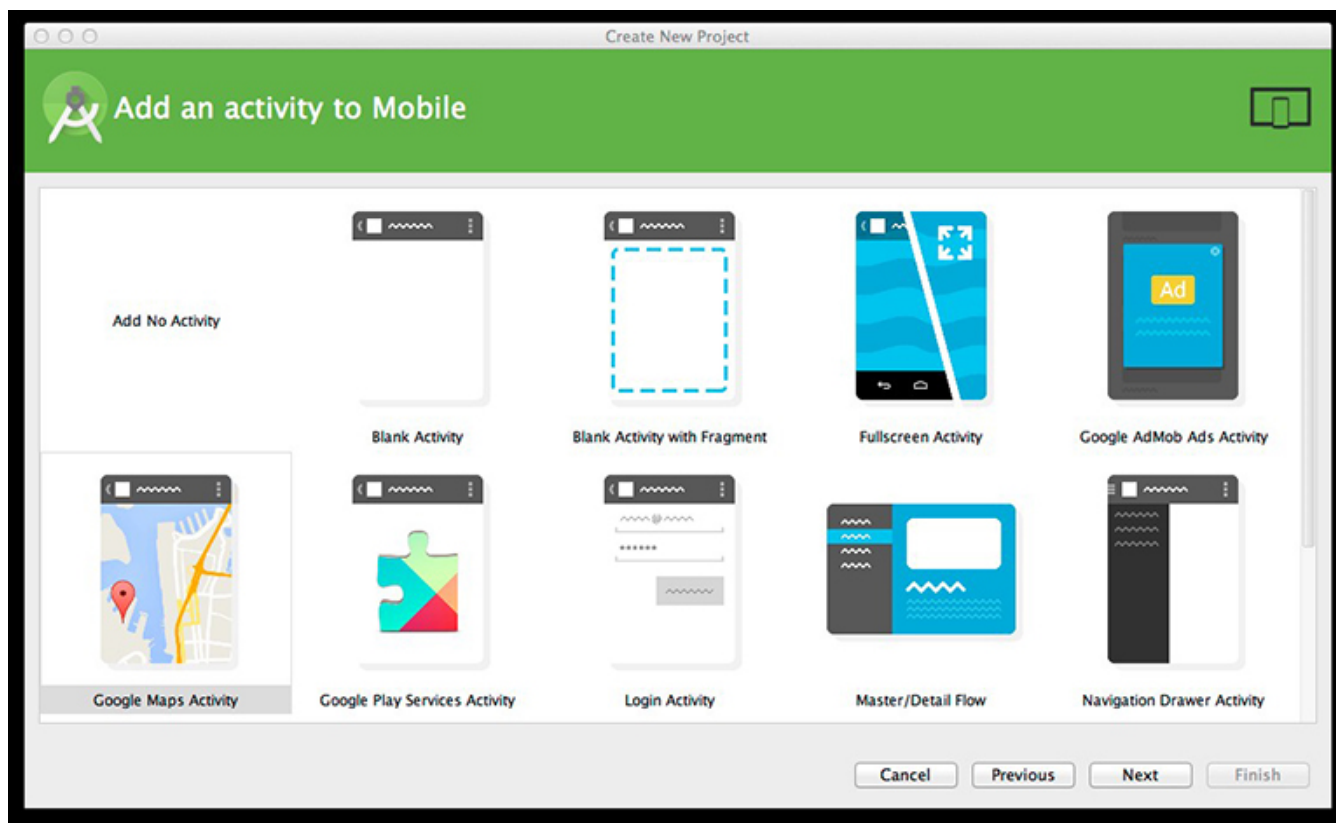 Create New Project
Add an activity to Mobile
Add No Activity
Ad
Blank Activity
Blank Activity with Fragment
Fullscreen Activity
Google AdMob Ads Activity
@
******
Google Maps Activity
Google Play Services Activity
Login Activity
Master/Detail Flow
Navigation Drawer Activity
Cancel
Previous
Next
Finish